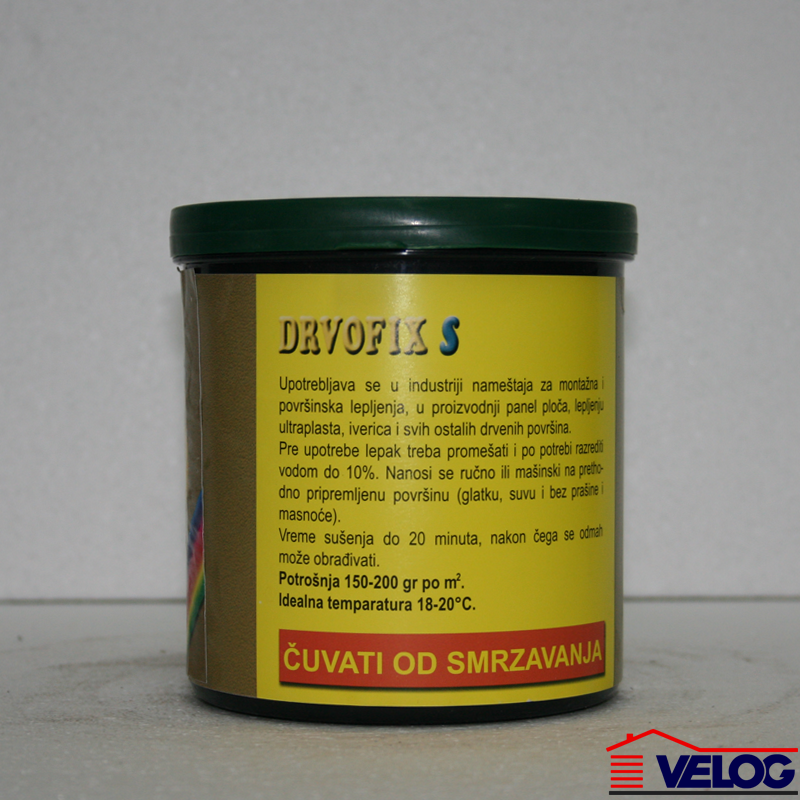 DRVOFIX S
Upotrebljava se u industriji nameštaja za montažna i
površinska lepljenja, u proizvodnji panel ploča, lepljenju
ultraplasta, iverica i svih ostalih drvenih površina.
Pre upotrebe lepak treba promešati i po potrebi razrediti
vodom do 10%. Nanosi se ručno ili mašinski na pretho-
dno pripremljenu površinu (glatku, suvu i bez prašine i
masnoće).
Vreme sušenja do 20 minuta, nakon čega se odmah
može obrađivati.
Potrošnja 150-200 gr po m².
Idealna temparatura 18-20°C.
ČUVATI OD SMRZAVANJA
VELOG